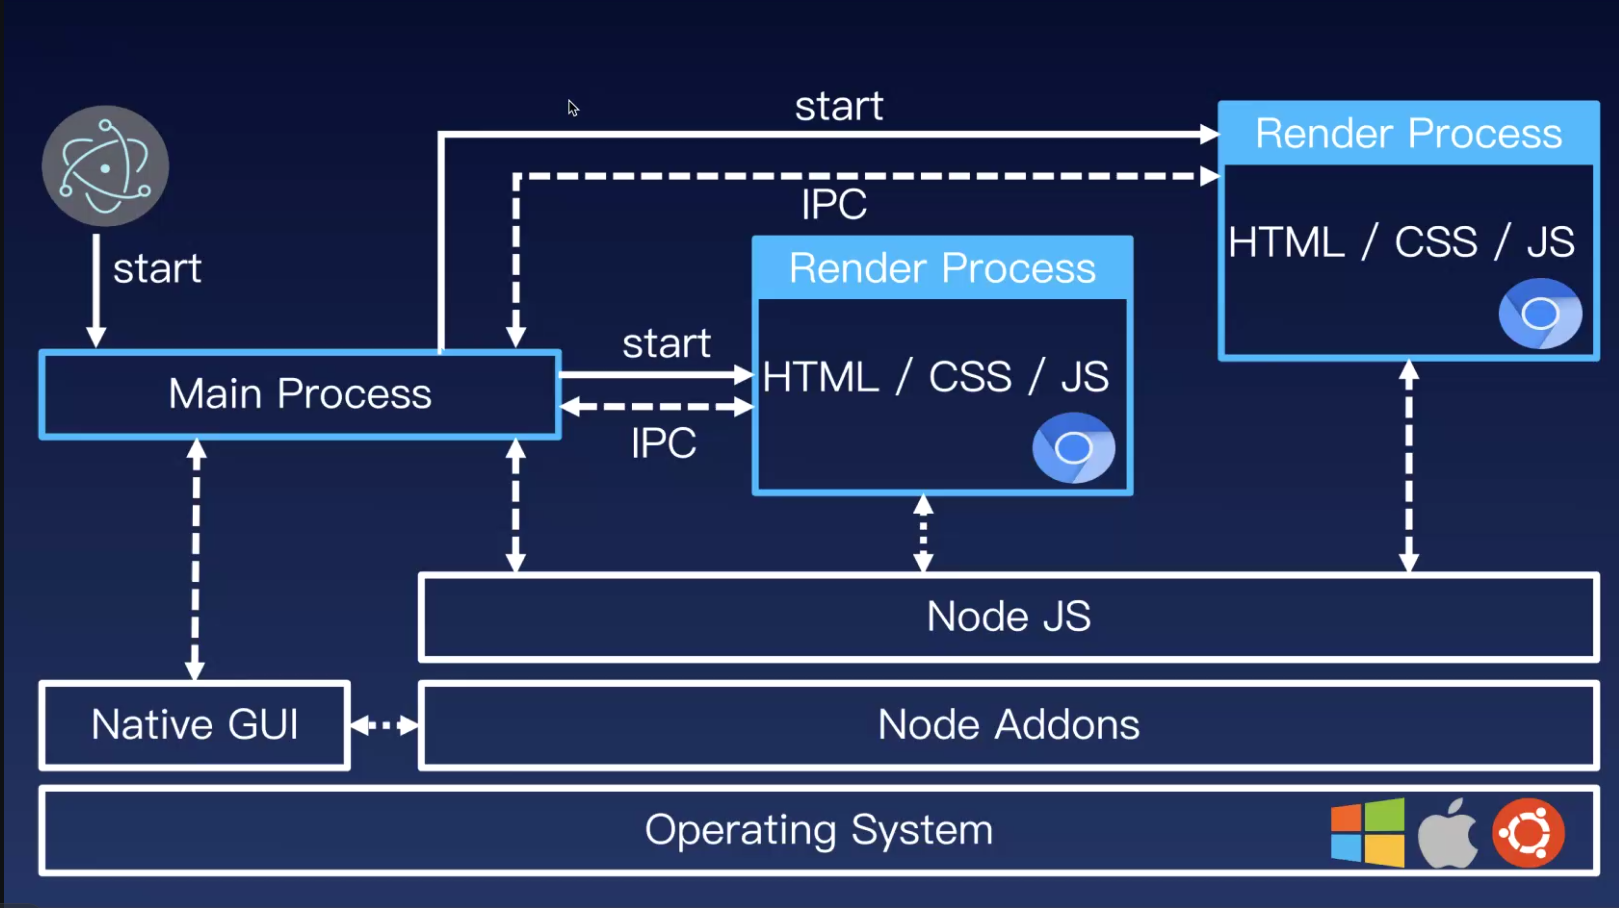 start
Render Process
IPC
HTML / CSS / JS
start
Render Process
start
HTML / CSS / JS
Main Process
IPC
Node JS
Native GUI
Node Addons
Operating System